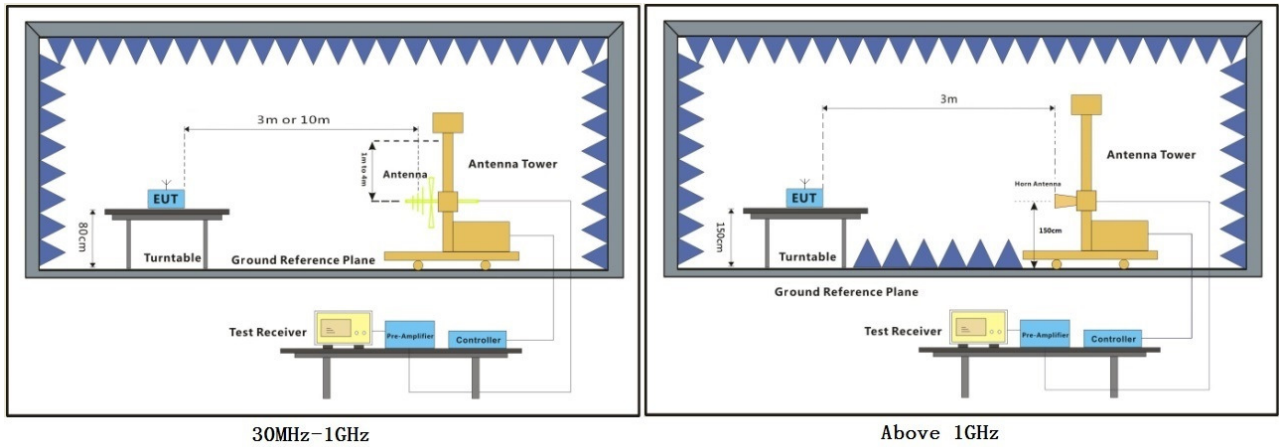 3m or 10m
1m to 4m
Antenna
Antenna Tower
EUT
80cm
Turntable
Ground Reference Plane
Test Receiver
Pre-Amplifier
Controller
30MHz-1GHz
3m
Antenna Tower
Horn Antenna
EUT
150cm
150cm
Turntable
Ground Reference Plane
Test Receiver
Pre-Amplifier
Controller
Above 1GHz